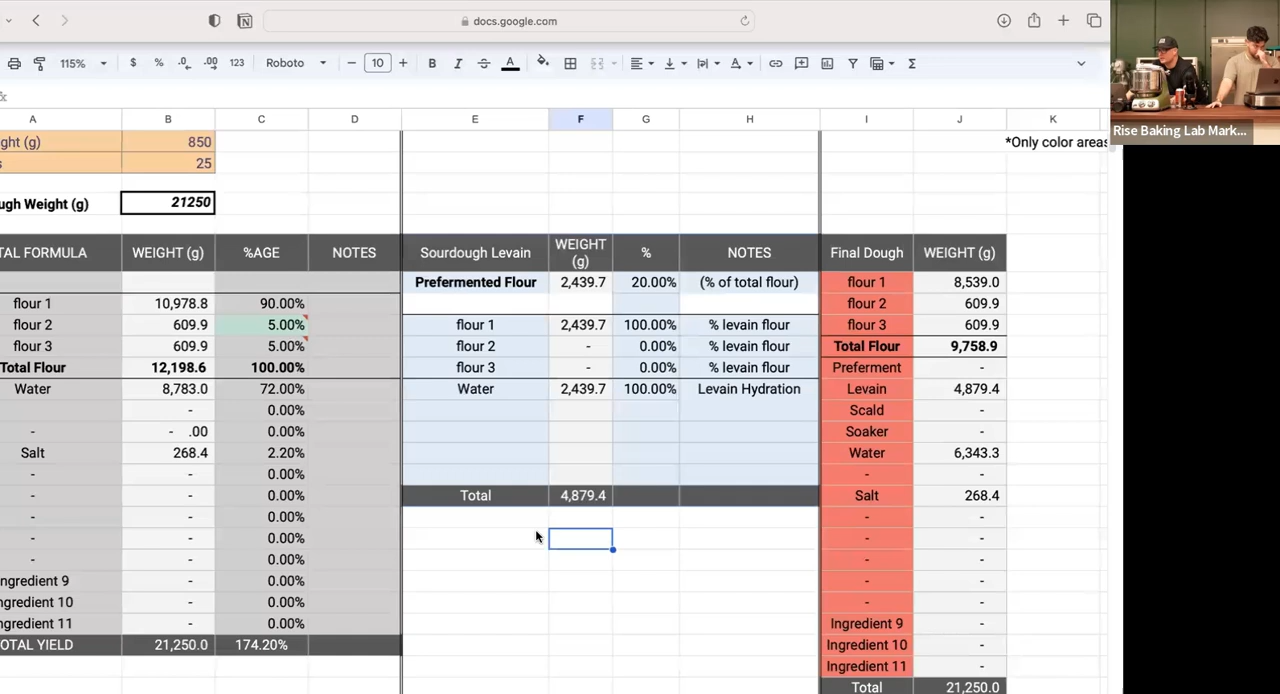 docs.google.com
115% $ % .0 .00 123 Roboto 10 B I A Σ
A B C D E F G H I J K
ght (g) 850 *Only color areas
s 25
ugh Weight (g) 21250
TAL FORMULA WEIGHT (g) %AGE NOTES Sourdough Levain WEIGHT (g) % NOTES Final Dough WEIGHT (g)
Prefermented Flour 2,439.7 20.00% (% of total flour) flour 1 8,539.0
flour 1 10,978.8 90.00% flour 2 609.9
flour 2 609.9 5.00% flour 1 2,439.7 100.00% % levain flour flour 3 609.9
flour 3 609.9 5.00% flour 2 - 0.00% % levain flour Total Flour 9,758.9
Total Flour 12,198.6 100.00% flour 3 - 0.00% % levain flour Preferment -
Water 8,783.0 72.00% Water 2,439.7 100.00% Levain Hydration Levain 4,879.4
- 0.00% Scald -
- - .00 0.00% Soaker -
Salt 268.4 2.20% Water 6,343.3
- - 0.00% - -
- - 0.00% Total 4,879.4 Salt 268.4
- - 0.00% - -
- - 0.00% - -
- - 0.00% - -
ngredient 9 - 0.00% - -
ngredient 10 - 0.00% - -
ngredient 11 - 0.00% Ingredient 9 -
OTAL YIELD 21,250.0 174.20% Ingredient 10 -
Ingredient 11 -
Total 21,250.0
Rise Baking Lab Mark...